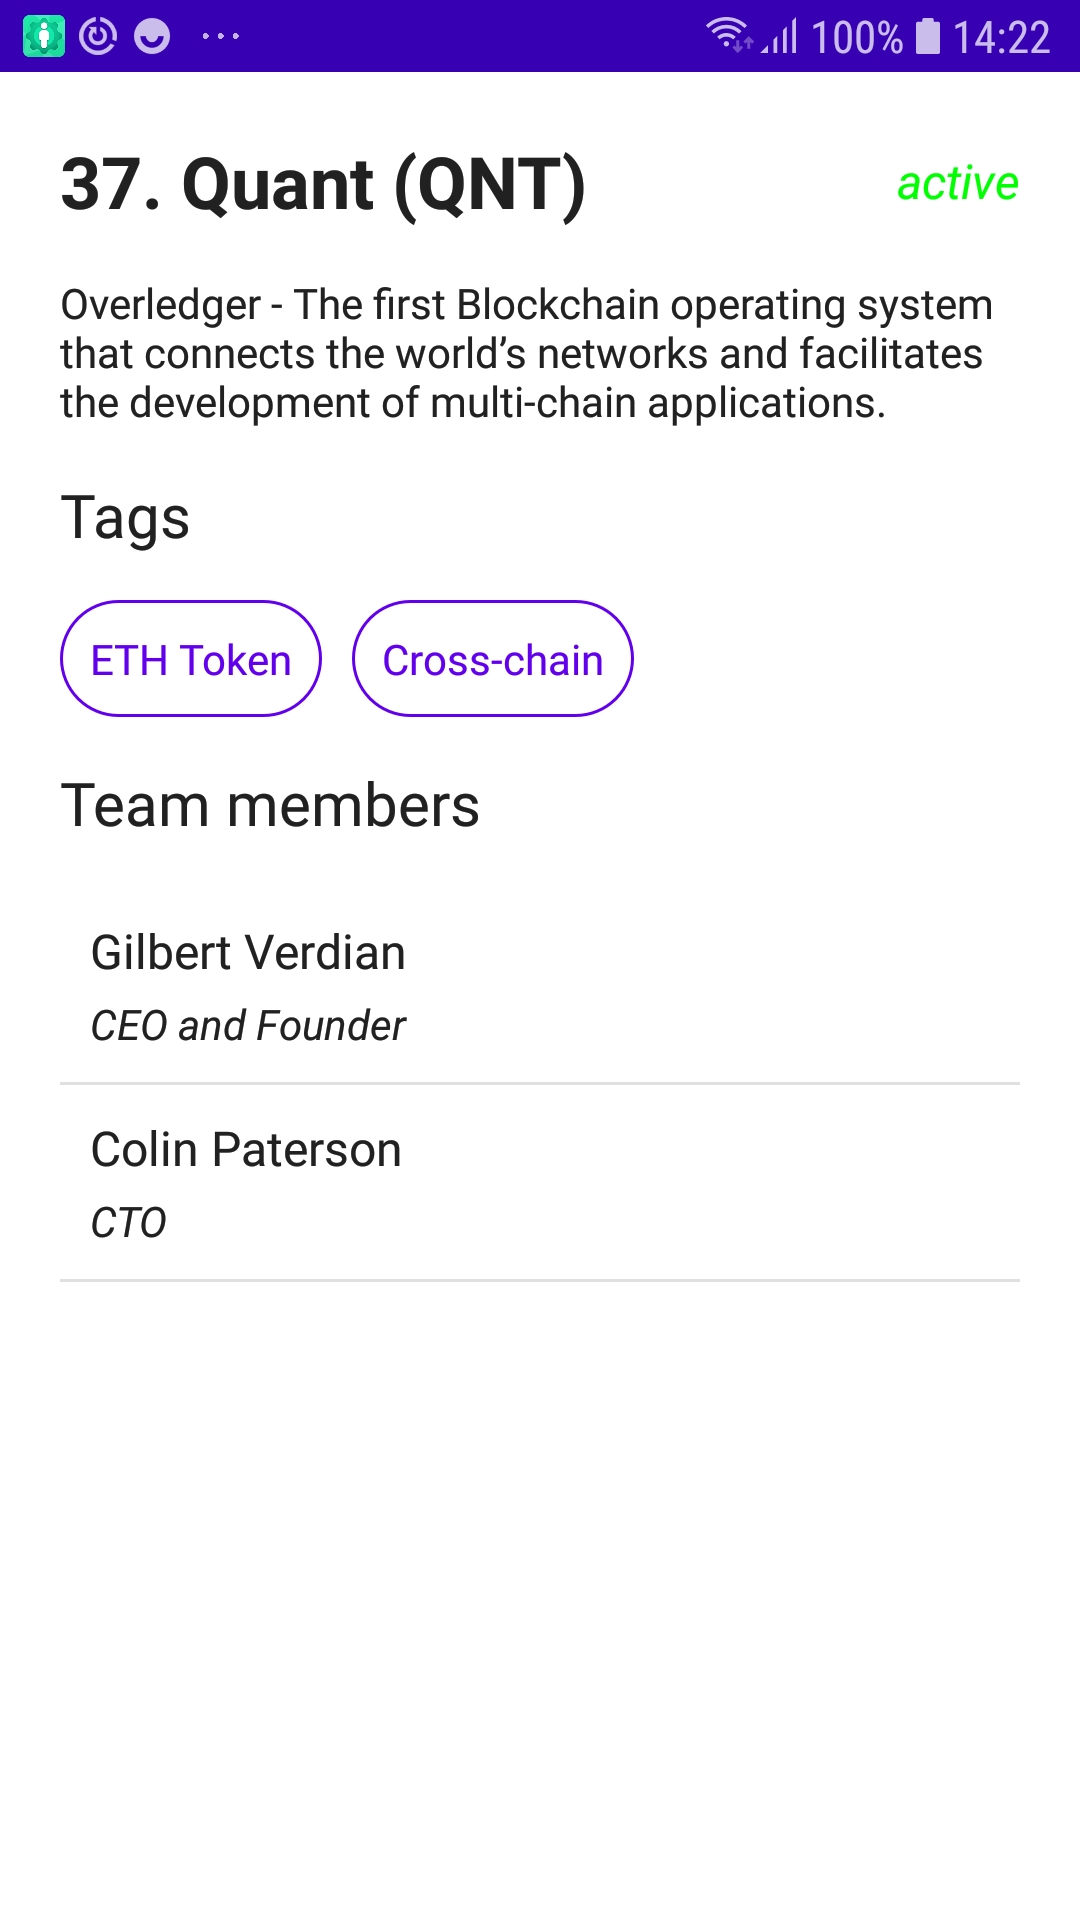 100% 14:22
37. Quant (QNT) active
Overledger - The first Blockchain operating system
that connects the world’s networks and facilitates
the development of multi-chain applications.
Tags
ETH Token Cross-chain
Team members
Gilbert Verdian
CEO and Founder
Colin Paterson
CTO